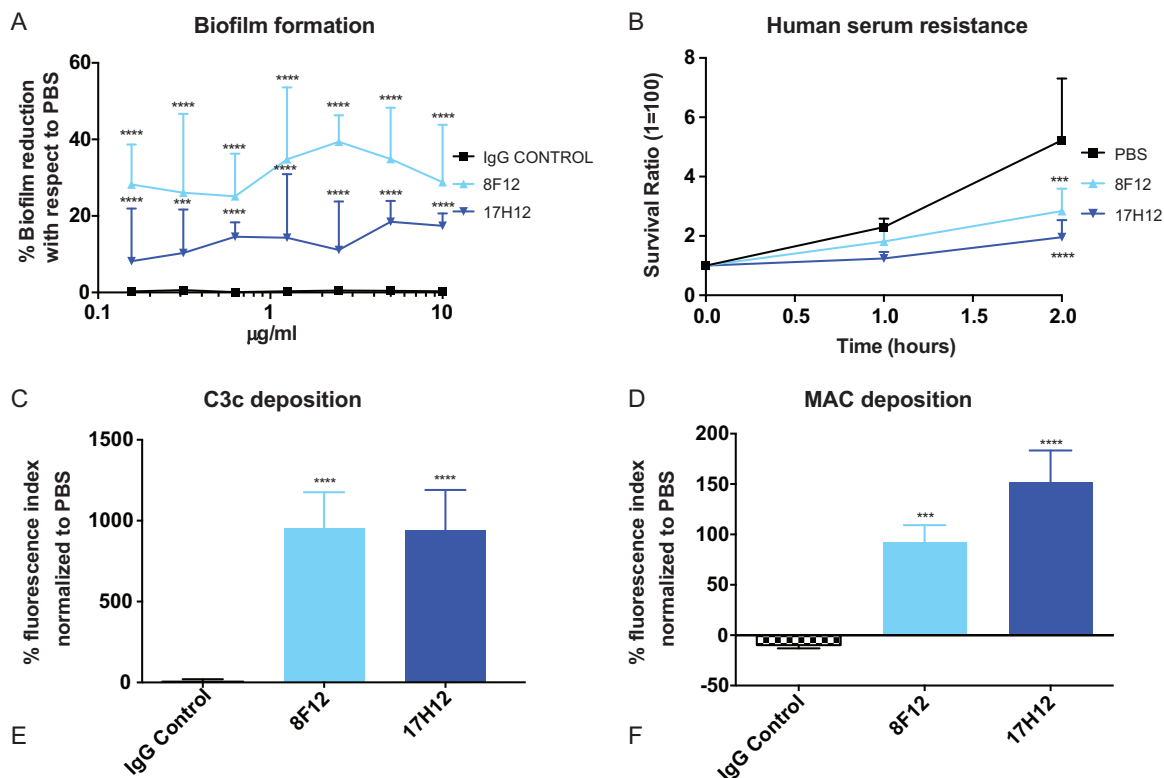 A
Biofilm formation
% Biofilm reduction
with respect to PBS
60
40
20
0
0.1
1
10
µg/ml
**** **** **** **** **** **** ****
**** *** **** **** **** **** ****
IgG CONTROL
8F12
17H12
B
Human serum resistance
Survival Ratio (1=100)
8
6
4
2
0
0.0
0.5
1.0
1.5
2.0
Time (hours)
***
****
PBS
8F12
17H12
C
C3c deposition
% fluorescence index
normalized to PBS
1500
1000
500
0
****
****
IgG Control
8F12
17H12
D
MAC deposition
% fluorescence index
normalized to PBS
200
150
100
50
0
-50
***
****
IgG Control
8F12
17H12
E
F